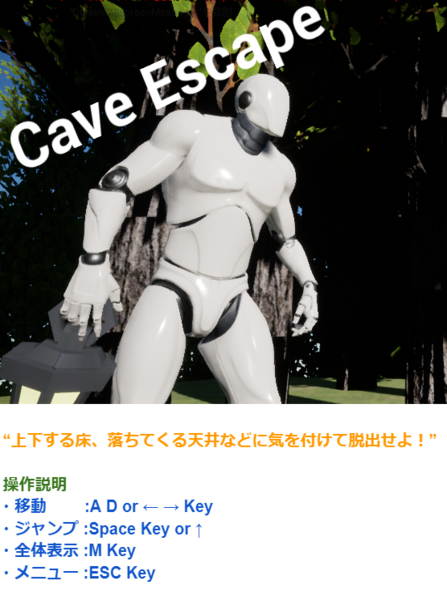 Cave Escape
“上下する床、落ちてくる天井などに気を付けて脱出せよ！”
操作説明
・移動　　:A D or ← → Key
・ジャンプ :Space Key or ↑
・全体表示 :M Key
・メニュー :ESC Key